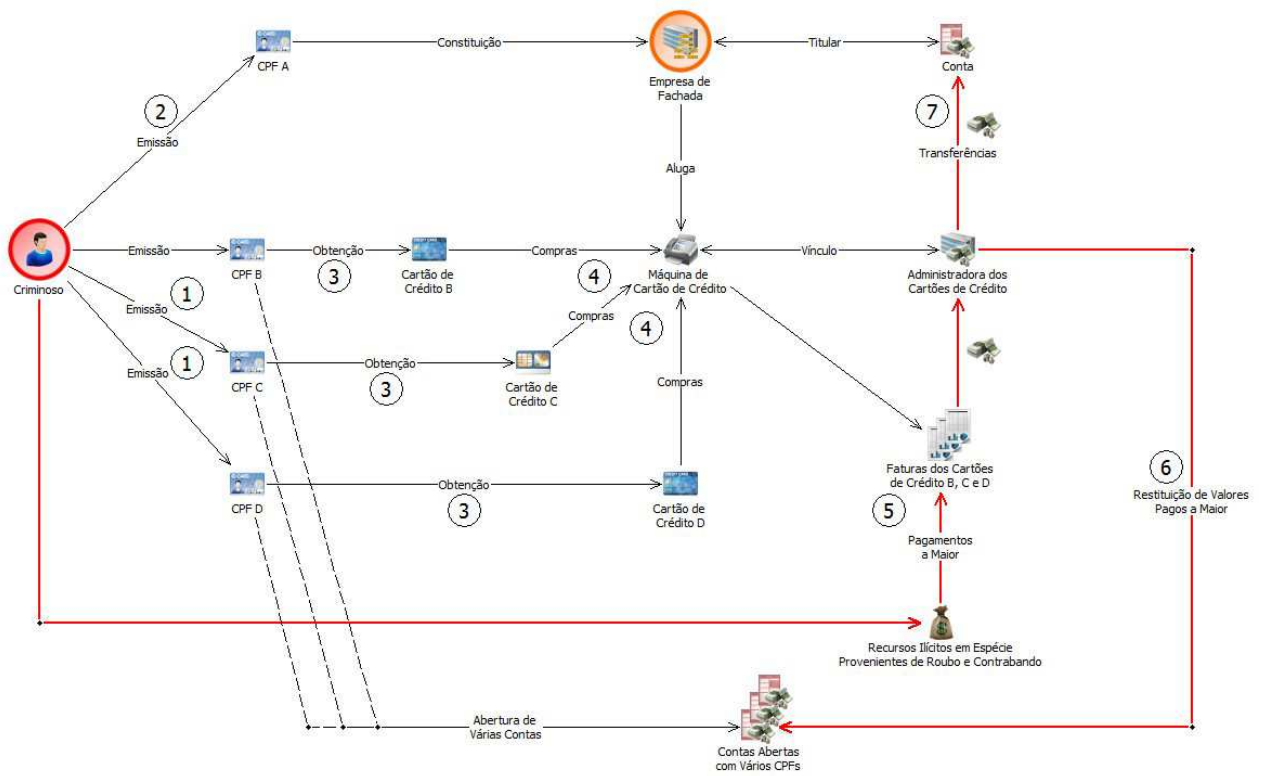 CPF A
Constituição
Empresa de
Fachada
Titular
Conta
2
Emissão
7
Transferências
Aluga
Criminoso
Emissão
CPF B
Obtenção
3
Cartão de
Crédito B
Compras
4
Máquina de
Cartão de Crédito
Vínculo
Administradora dos
Cartões de Crédito
1
Emissão
1
Emissão
CPF C
Obtenção
3
Cartão de
Crédito C
Compras
4
Compras
CPF D
Obtenção
3
Cartão de
Crédito D
Faturas dos Cartões
de Crédito B, C e D
5
Pagamentos
a Maior
6
Restituição de Valores
Pagos a Maior
Recursos Ilícitos em Espécie
Provenientes de Roubo e Contrabando
Abertura de
Várias Contas
Contas Abertas
com Vários CPFs